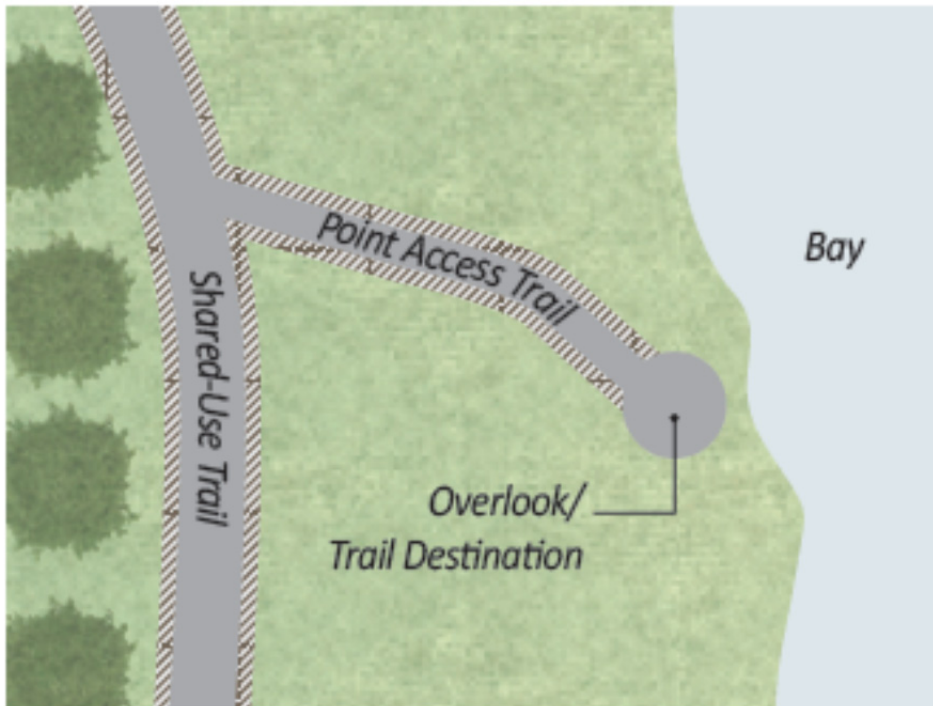 Point Access Trail
Bay
Shared-Use Trail
Overlook/
Trail Destination